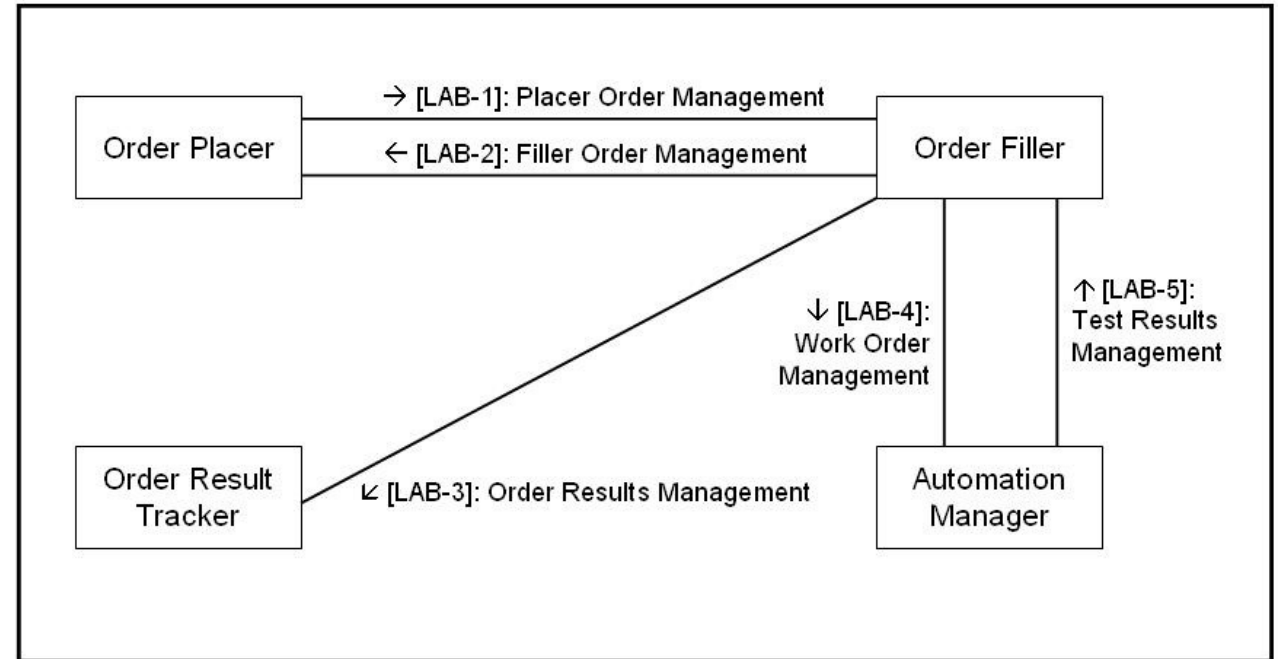 → [LAB-1]: Placer Order Management
Order Placer
← [LAB-2]: Filler Order Management
Order Filler
↓ [LAB-4]:
Work Order
Management
↑ [LAB-5]:
Test Results
Management
Order Result
Tracker
↙ [LAB-3]: Order Results Management
Automation
Manager